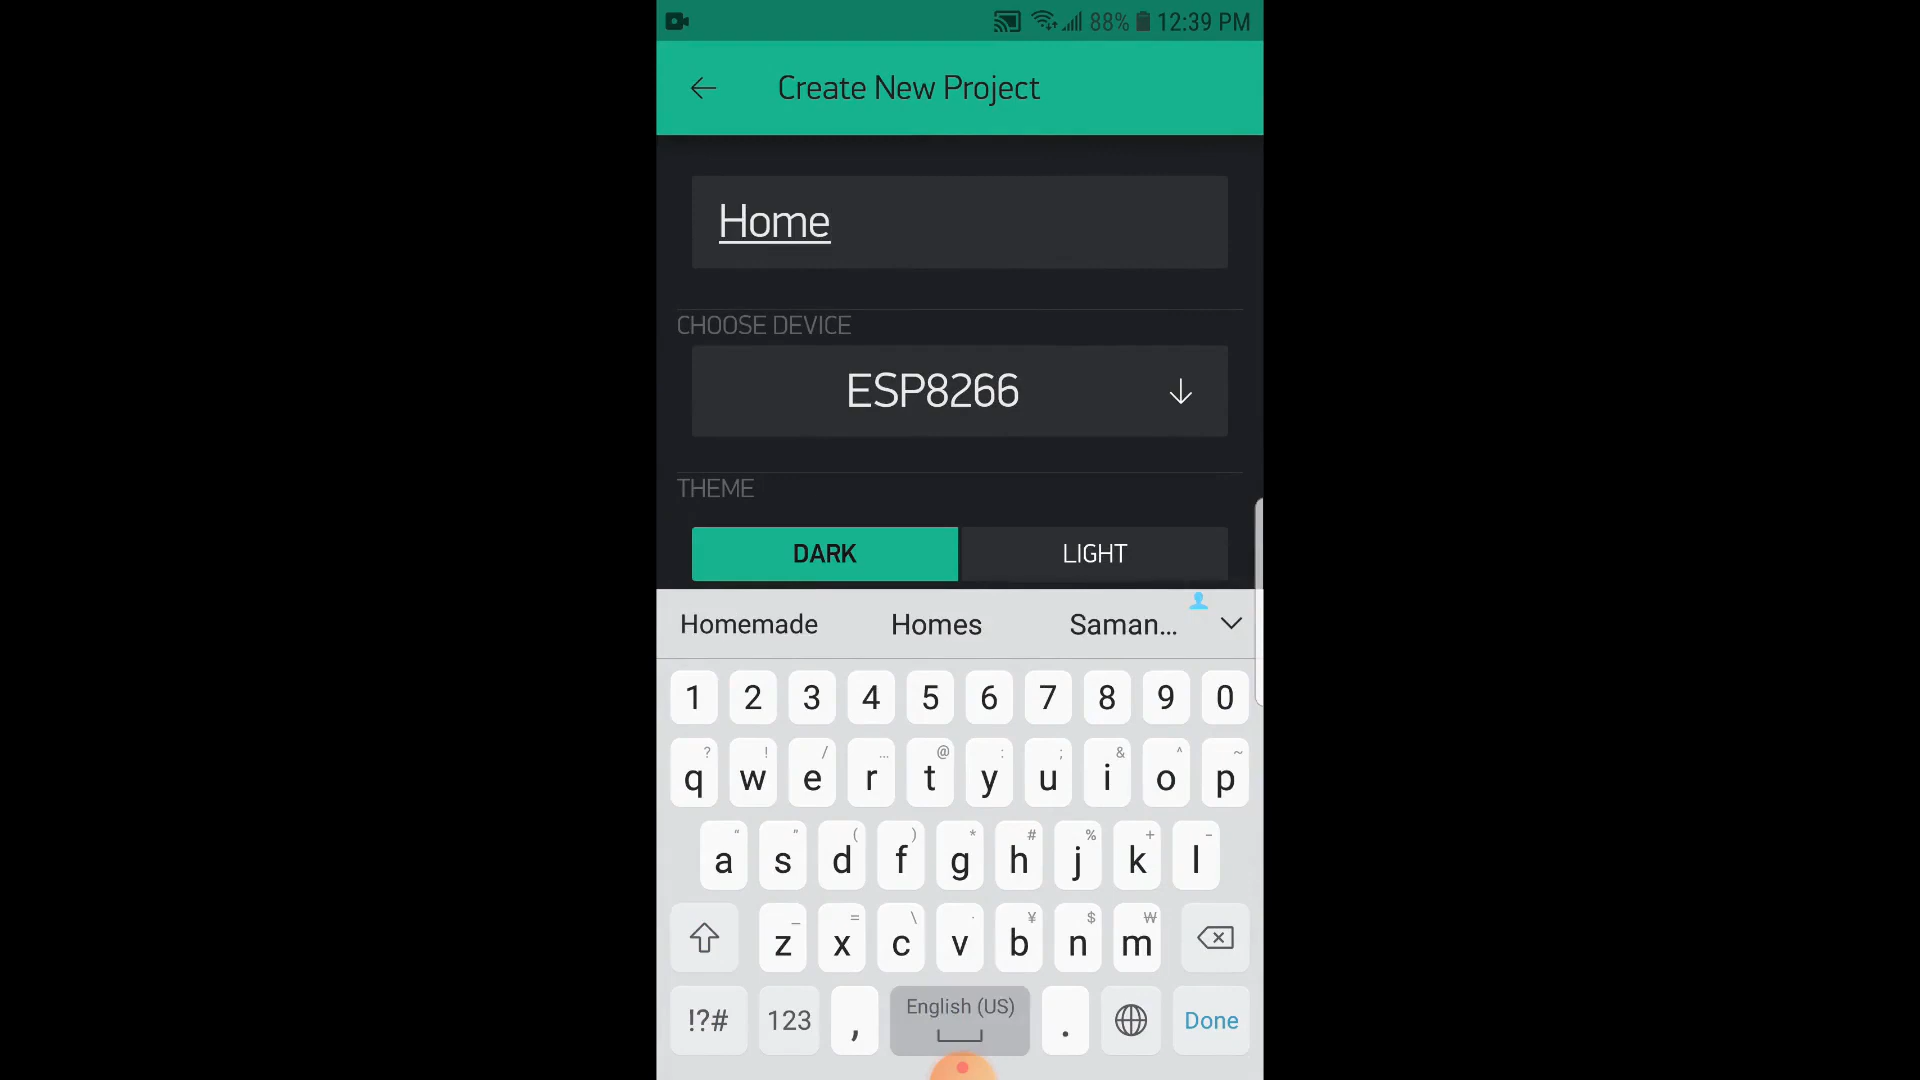 88% 12:39 PM
Create New Project
Home
CHOOSE DEVICE
ESP8266
THEME
DARK LIGHT
Homemade Homes Saman...
1 2 3 4 5 6 7 8 9 0
? ! / ... @ : ; & ^ ~
q w e r t y u i o p
“ ” ( ) * # % + -
a s d f g h j k l
_ = \ · ¥ $ ₩
z x c v b n m
!?# 123 , English (US) . Done